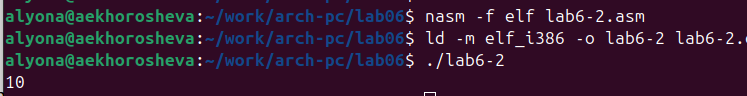 alyona@aekhorosheva:~/work/arch-pc/lab06$ nasm -f elf lab6-2.asm
alyona@aekhorosheva:~/work/arch-pc/lab06$ ld -m elf_i386 -o lab6-2 lab6-2.
alyona@aekhorosheva:~/work/arch-pc/lab06$ ./lab6-2
10